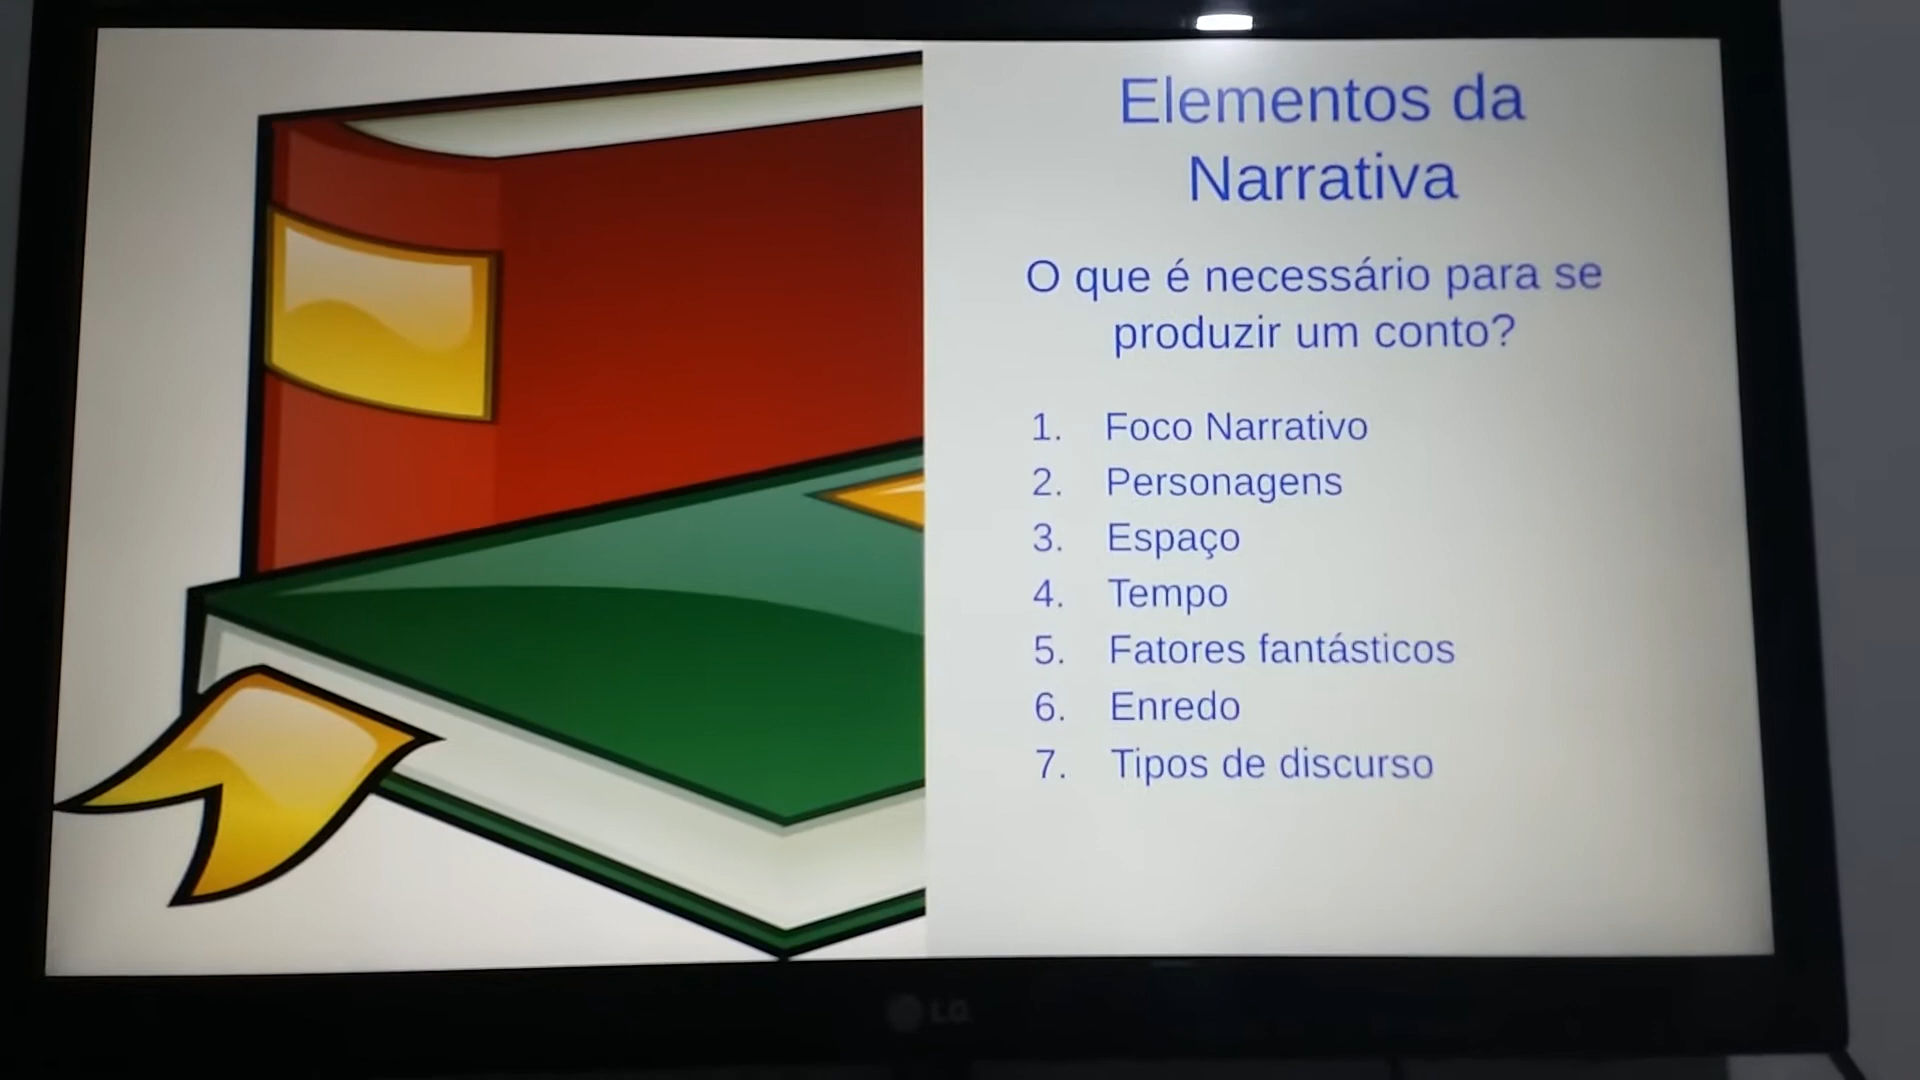 Elementos da
Narrativa
O que é necessário para se
produzir um conto?
1. Foco Narrativo
2. Personagens
3. Espaço
4. Tempo
5. Fatores fantásticos
6. Enredo
7. Tipos de discurso
LG